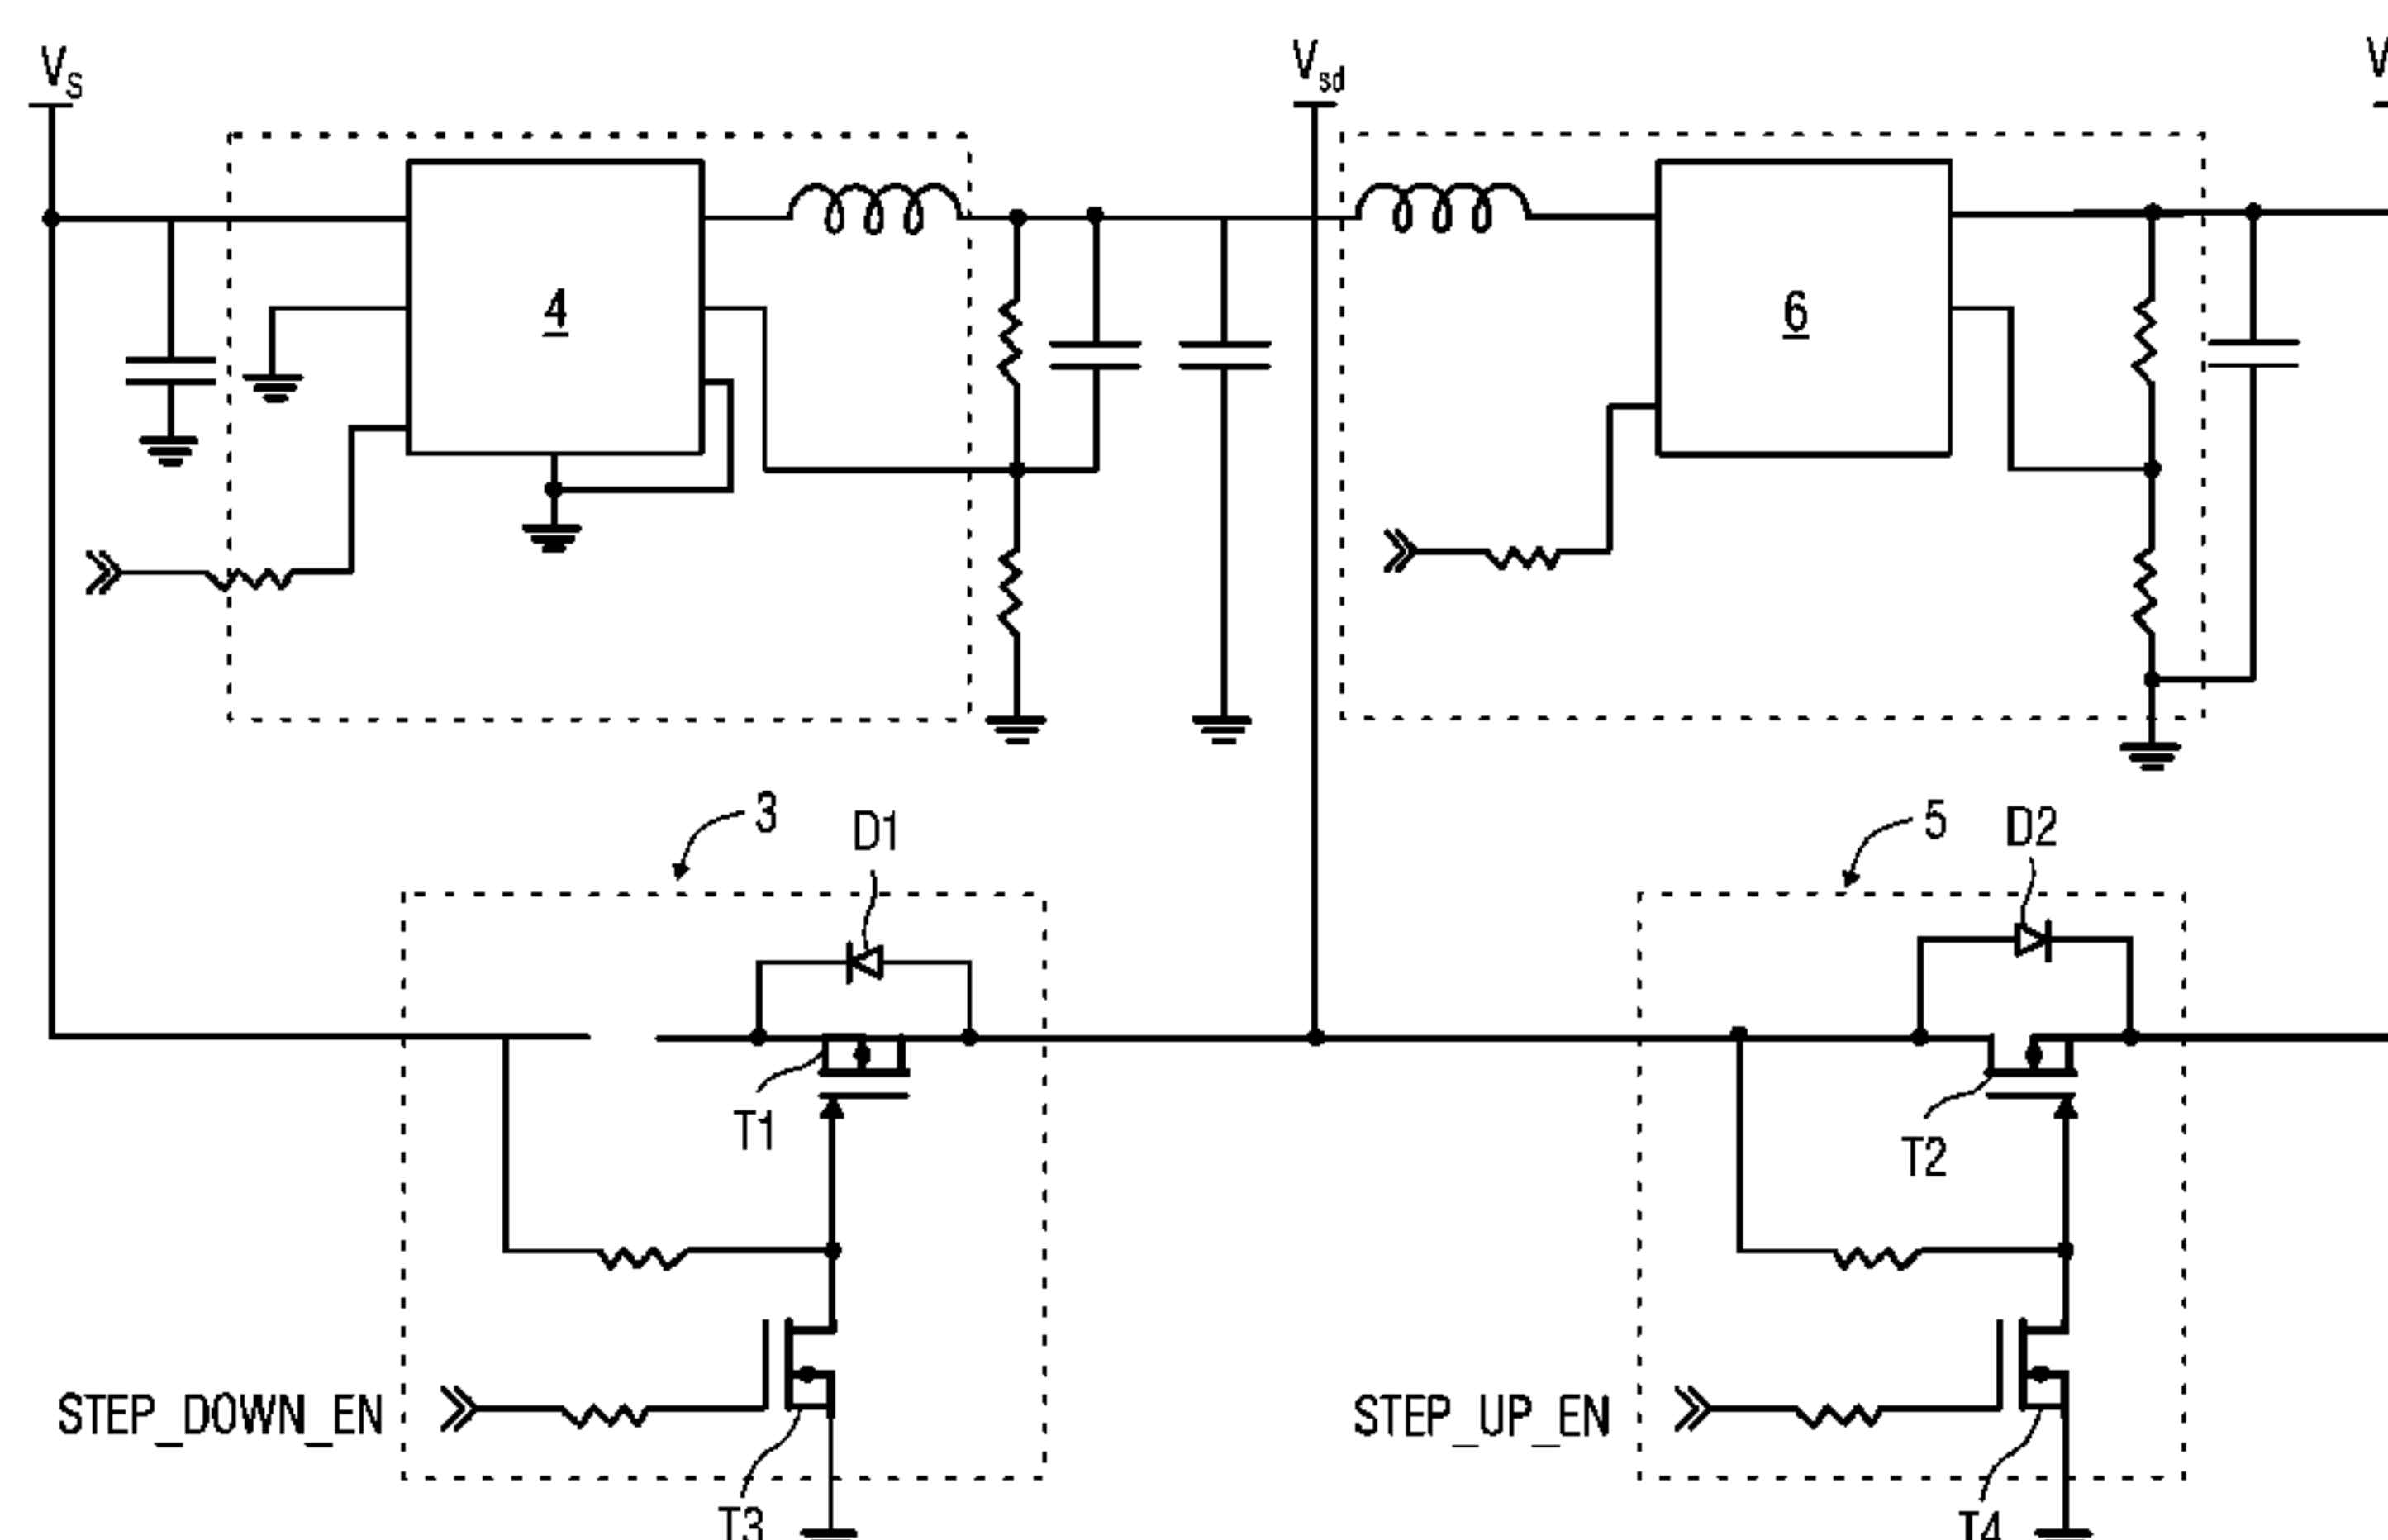 VS
Vsd
V
4
6
3
D1
5
D2
T1
T2
STEP_DOWN_EN
STEP_UP_EN
T3
T4